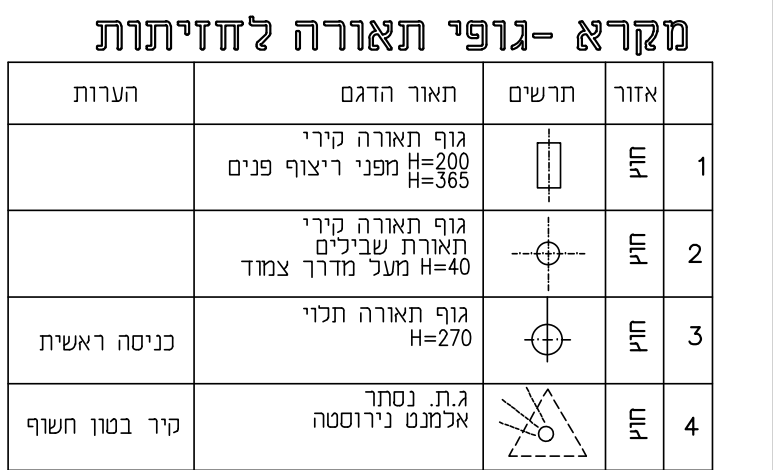 מקרא -גופי תאורה לחזיתות
אזור תרשים תאור הדגם הערות
1 חוץ גוף תאורה קירי
H=200 מפני ריצוף פנים
H=365
2 חוץ גוף תאורה קירי
תאורת שבילים
H=40 מעל מדרך צמוד
3 חוץ גוף תאורה תלוי
H=270
כניסה ראשית
4 חוץ ג.ת. נסתר
אלמנט נירוסטה
קיר בטון חשוף